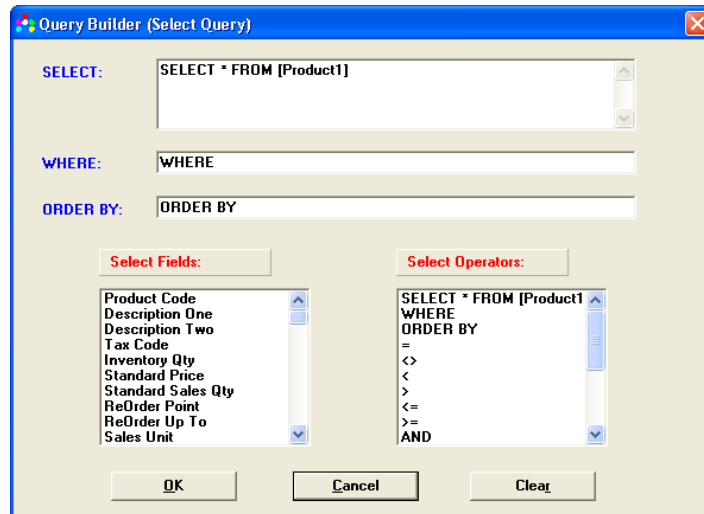 Query Builder (Select Query)
SELECT:
SELECT * FROM [Product1]
WHERE:
WHERE
ORDER BY:
ORDER BY
Select Fields:
Select Operators:
Product Code
Description One
Description Two
Tax Code
Inventory Qty
Standard Price
Standard Sales Qty
ReOrder Point
ReOrder Up To
Sales Unit
SELECT * FROM [Product1
WHERE
ORDER BY
=
<>
<
>
<=
>=
AND
OK
Cancel
Clear